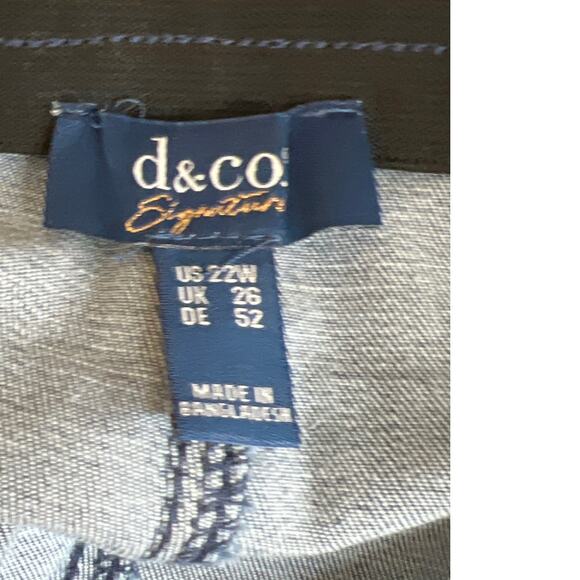 d&co.
Signature
US 22W
UK 26
DE 52
MADE IN
BANGLADESH